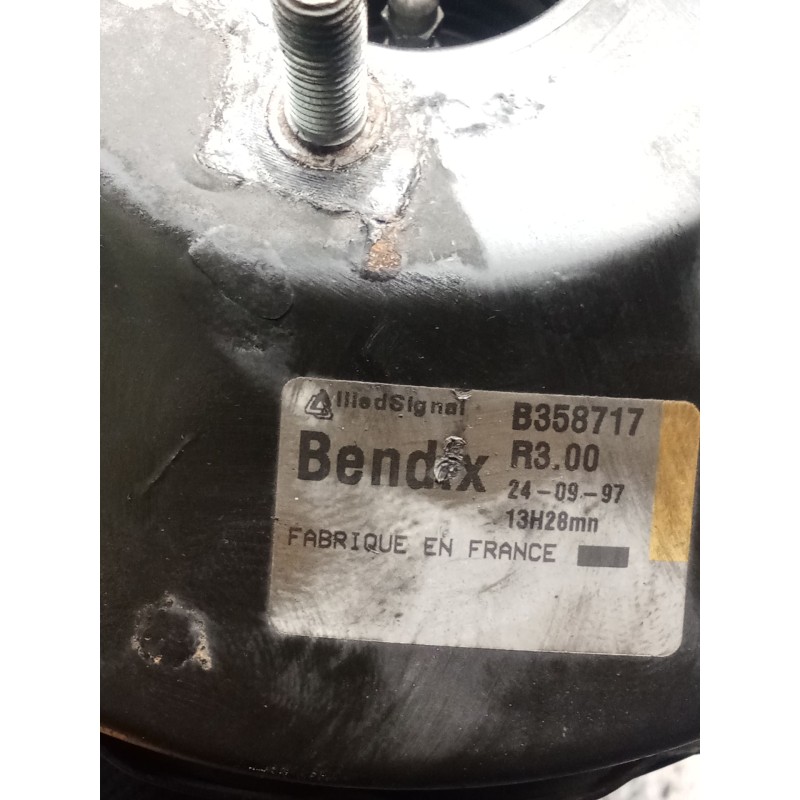 AlliedSignal
Bendix
B358717
R3.00
24-09-97
13H28mn
FABRIQUE EN FRANCE